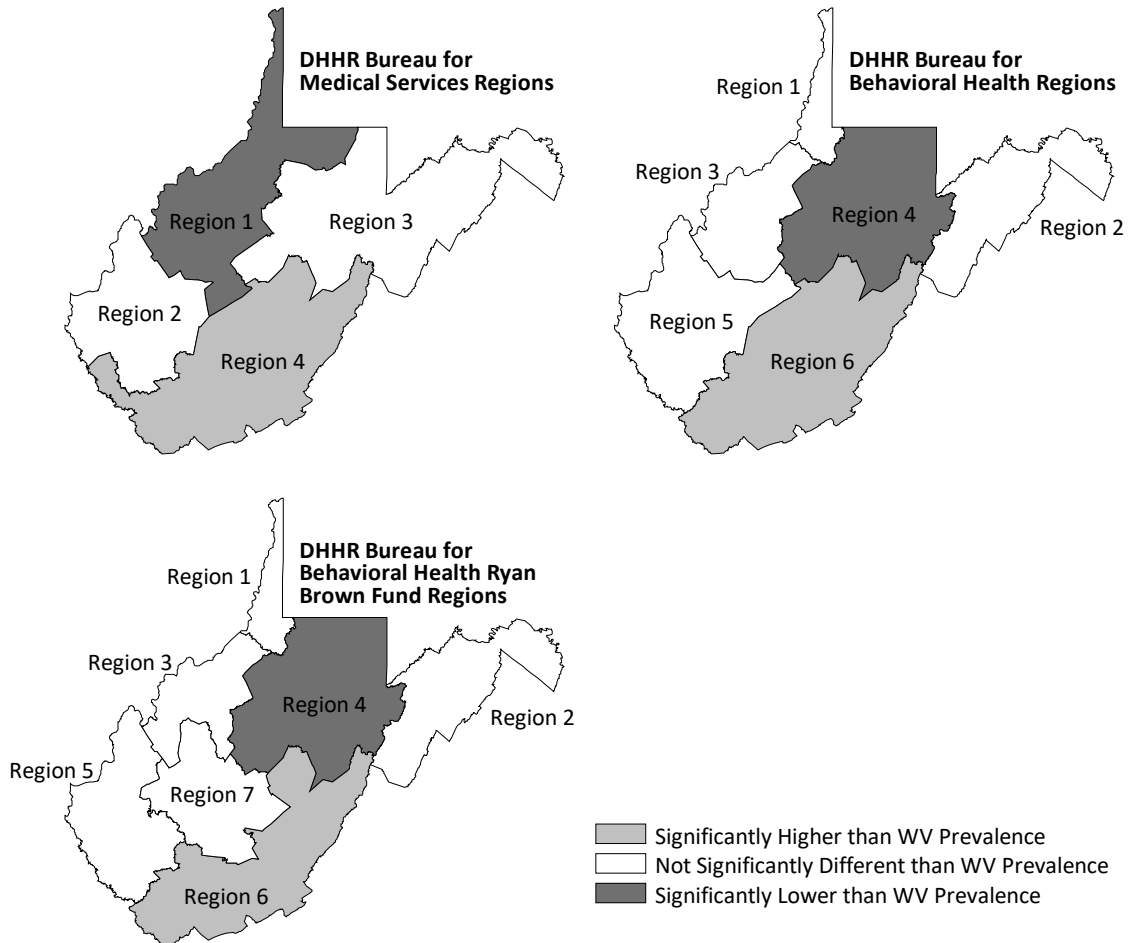 DHHR Bureau for
Medical Services Regions
Region 1
Region 3
Region 2
Region 4
DHHR Bureau for
Behavioral Health Regions
Region 1
Region 3
Region 4
Region 2
Region 5
Region 6
DHHR Bureau for
Behavioral Health Ryan
Brown Fund Regions
Region 1
Region 3
Region 4
Region 2
Region 5
Region 7
Region 6
Significantly Higher than WV Prevalence
Not Significantly Different than WV Prevalence
Significantly Lower than WV Prevalence